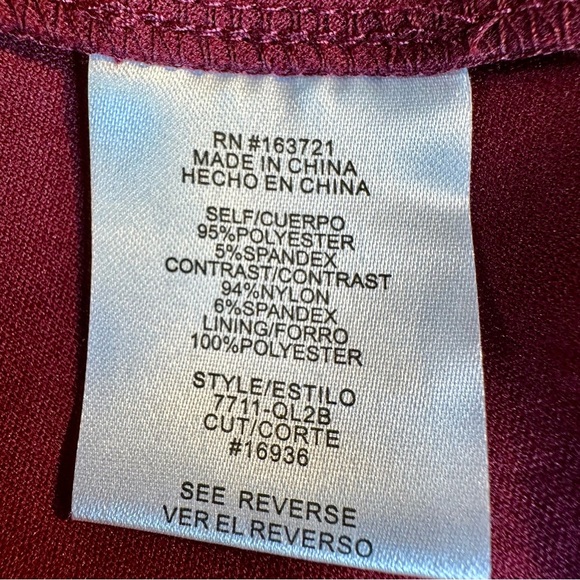 RN #163721
MADE IN CHINA
HECHO EN CHINA
SELF/CUERPO
95%POLYESTER
5%SPANDEX
CONTRAST/CONTRAST
94%NYLON
6%SPANDEX
LINING/FORRO
100%POLYESTER
STYLE/ESTILO
7711-QL2B
CUT/CORTE
#16936
SEE REVERSE
VER EL REVERSO